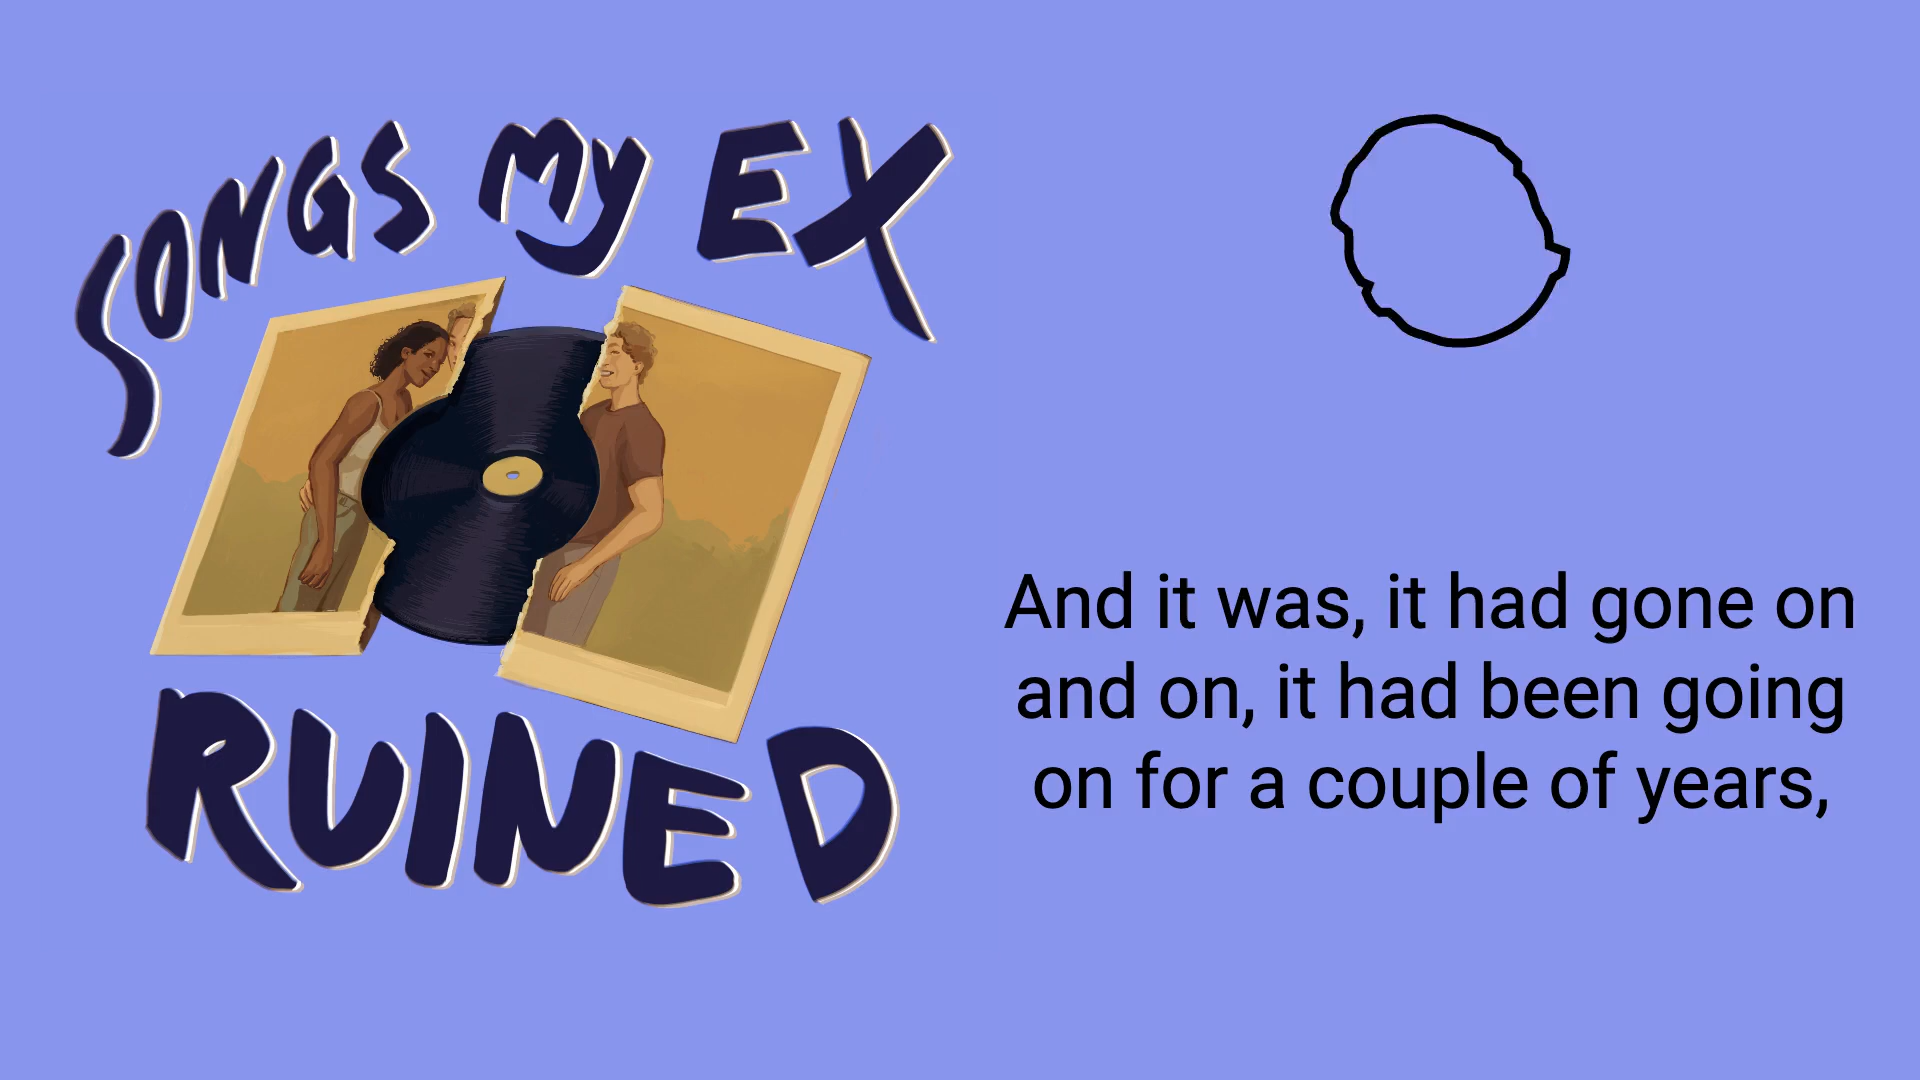 SONGS MY EX
RUINED
And it was, it had gone on
and on, it had been going
on for a couple of years,